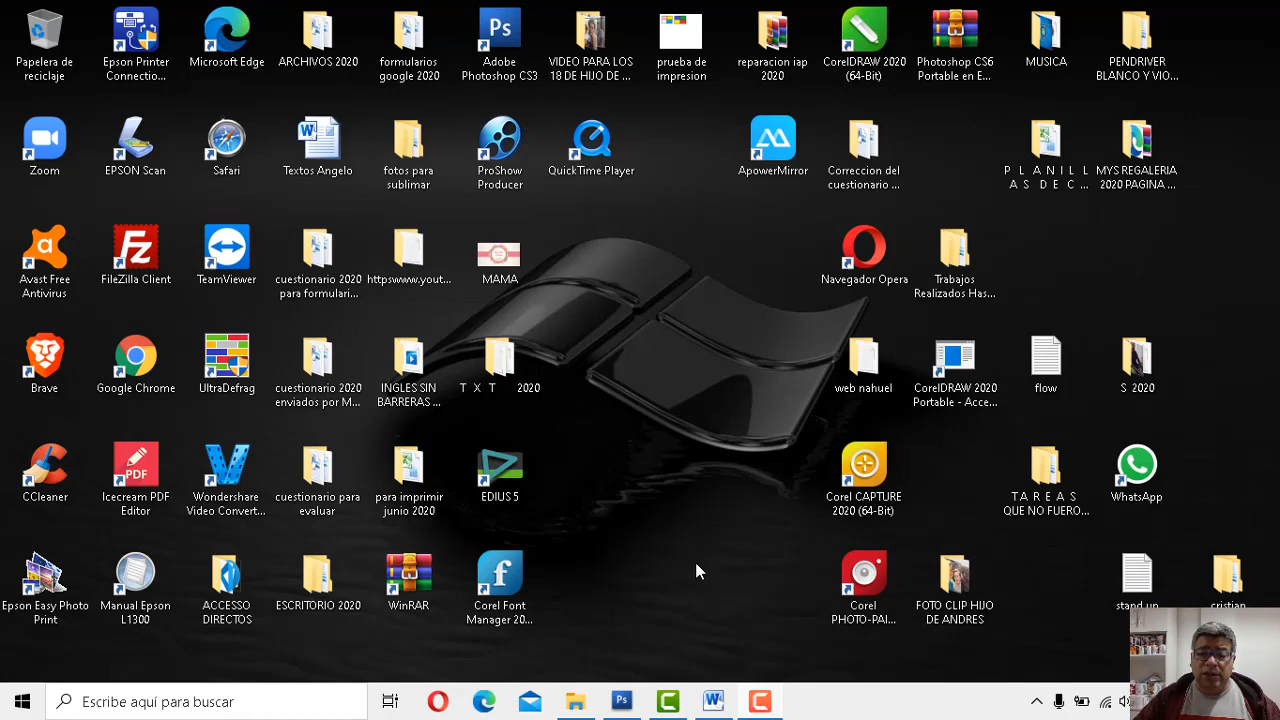 Papelera de
reciclaje
Epson Printer
Connectio...
Microsoft Edge
ARCHIVOS 2020
formularios
google 2020
Ps
Adobe
Photoshop CS3
VIDEO PARA LOS
18 DE HIJO DE ...
prueba de
impresion
reparacion iap
2020
CorelDRAW 2020
(64-Bit)
Photoshop CS6
Portable en E...
MUSICA
PENDRIVER
BLANCO Y VIO...
Zoom
EPSON Scan
Safari
Textos Angelo
fotos para
sublimar
ProShow
Producer
QuickTime Player
ApowerMirror
Correccion del
cuestionario ...
P L A N I L L
A S D E C ...
MYS REGALERIA
2020 PAGINA ...
Avast Free
Antivirus
Fz
FileZilla Client
TeamViewer
cuestionario 2020
para formulari...
httpswww.yout...
MAMA
Navegador Opera
Trabajos
Realizados Has...
Brave
Google Chrome
UltraDefrag
cuestionario 2020
enviados por M...
INGLES SIN
BARRERAS ...
T X T 2020
web nahuel
CorelDRAW 2020
Portable - Acce...
flow
S 2020
CCleaner
PDF
Icecream PDF
Editor
Wondershare
Video Convert...
cuestionario para
evaluar
para imprimir
junio 2020
EDIUS 5
Corel CAPTURE
2020 (64-Bit)
T A R E A S
QUE NO FUERO...
WhatsApp
Epson Easy Photo
Print
Manual Epson
L1300
ACCESSO
DIRECTOS
ESCRITORIO 2020
WinRAR
f
Corel Font
Manager 20...
Corel
PHOTO-PAI...
FOTO CLIP HIJO
DE ANDRES
stand up
cristian
Escribe aquí para buscar
Ps